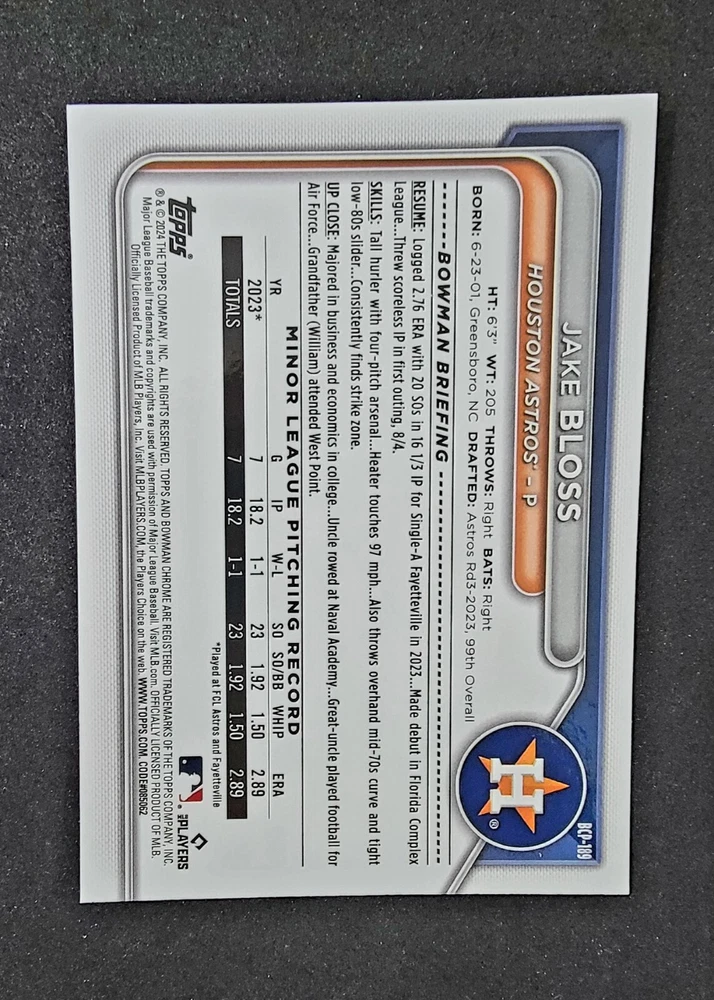 BCP-189
JAKE BLOSS
HOUSTON ASTROS® - P
H
®
HT: 6'3" WT: 205 THROWS: Right BATS: Right
BORN: 6-23-01, Greensboro, NC DRAFTED: Astros Rd3-2023, 99th Overall
BOWMAN BRIEFING
RESUME: Logged 2.76 ERA with 20 SOs in 16 1/3 IP for Single-A Fayetteville in 2023...Made debut in Florida Complex
League...Threw scoreless IP in first outing, 8/4.
SKILLS: Tall hurler with four-pitch arsenal...Heater touches 97 mph...Also throws overhand mid-70s curve and tight
low-80s slider...Consistently finds strike zone.
UP CLOSE: Majored in business and economics in college...Uncle rowed at Naval Academy...Great-uncle played football for
Air Force...Grandfather (William) attended West Point.
MINOR LEAGUE PITCHING RECORD
YR G IP W-L SO SO/BB WHIP ERA
2023* 7 18.2 1-1 23 1.92 1.50 2.89
TOTALS 7 18.2 1-1 23 1.92 1.50 2.89
*Played at FCL Astros and Fayetteville
topps®
MLB PLAYERS
® & © 2024 THE TOPPS COMPANY, INC. ALL RIGHTS RESERVED. TOPPS AND BOWMAN CHROME ARE REGISTERED TRADEMARKS OF THE TOPPS COMPANY, INC.
Major League Baseball trademarks and copyrights are used with permission of Major League Baseball. Visit MLB.com. OFFICIALLY LICENSED PRODUCT OF MLB.
Officially Licensed Product of MLB Players, Inc. Visit MLBPLAYERS.COM, the Players Choice on the web. WWW.TOPPS.COM. CODE#085062